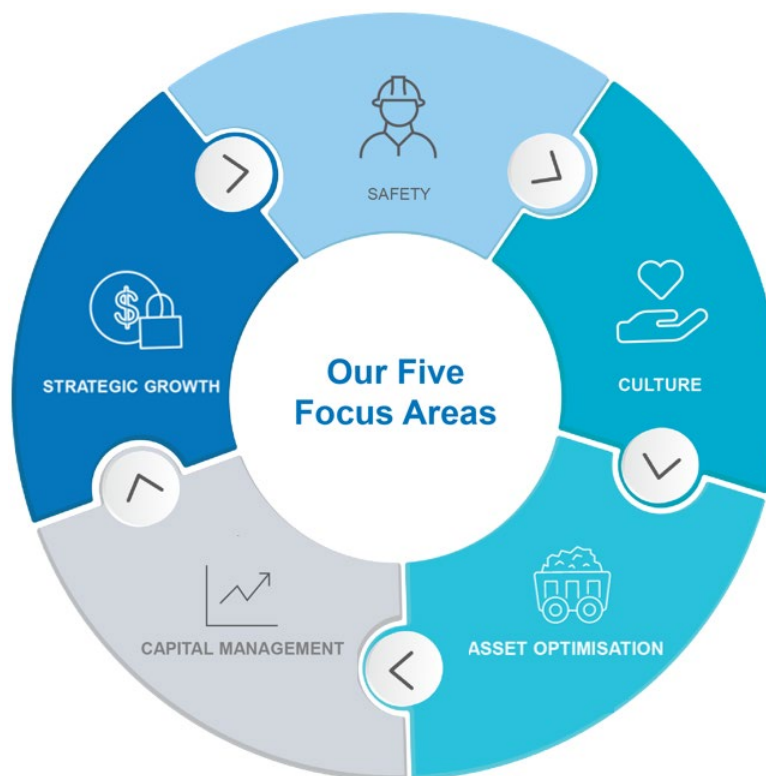 SAFETY
CULTURE
ASSET OPTIMISATION
CAPITAL MANAGEMENT
STRATEGIC GROWTH
Our Five
Focus Areas
$